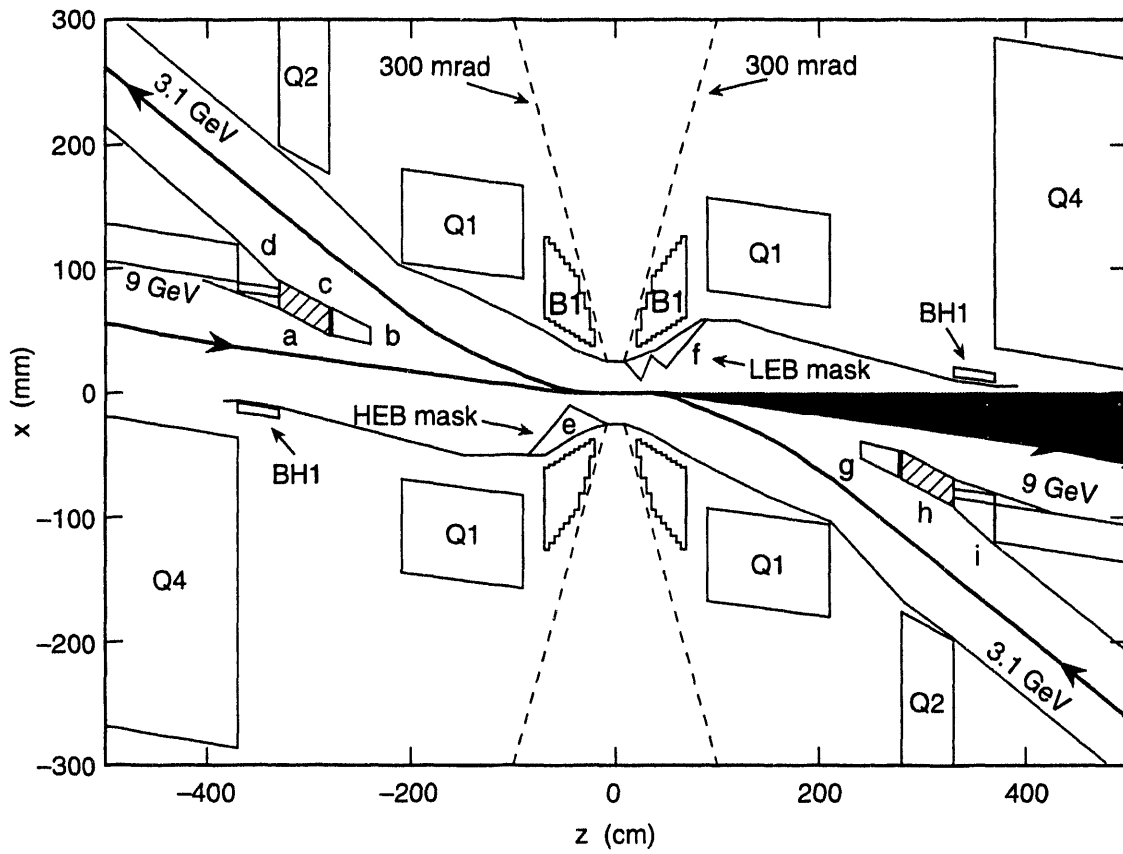 300
200
100
0
−100
−200
−300
x (mm)
−400
−200
0
200
400
z (cm)
300 mrad
300 mrad
Q2
3.1 GeV
Q1
Q1
Q4
B1
B1
d
c
9 GeV
a
b
f
LEB mask
BH1
HEB mask
e
BH1
g
9 GeV
h
i
Q1
Q1
Q4
Q2
3.1 GeV